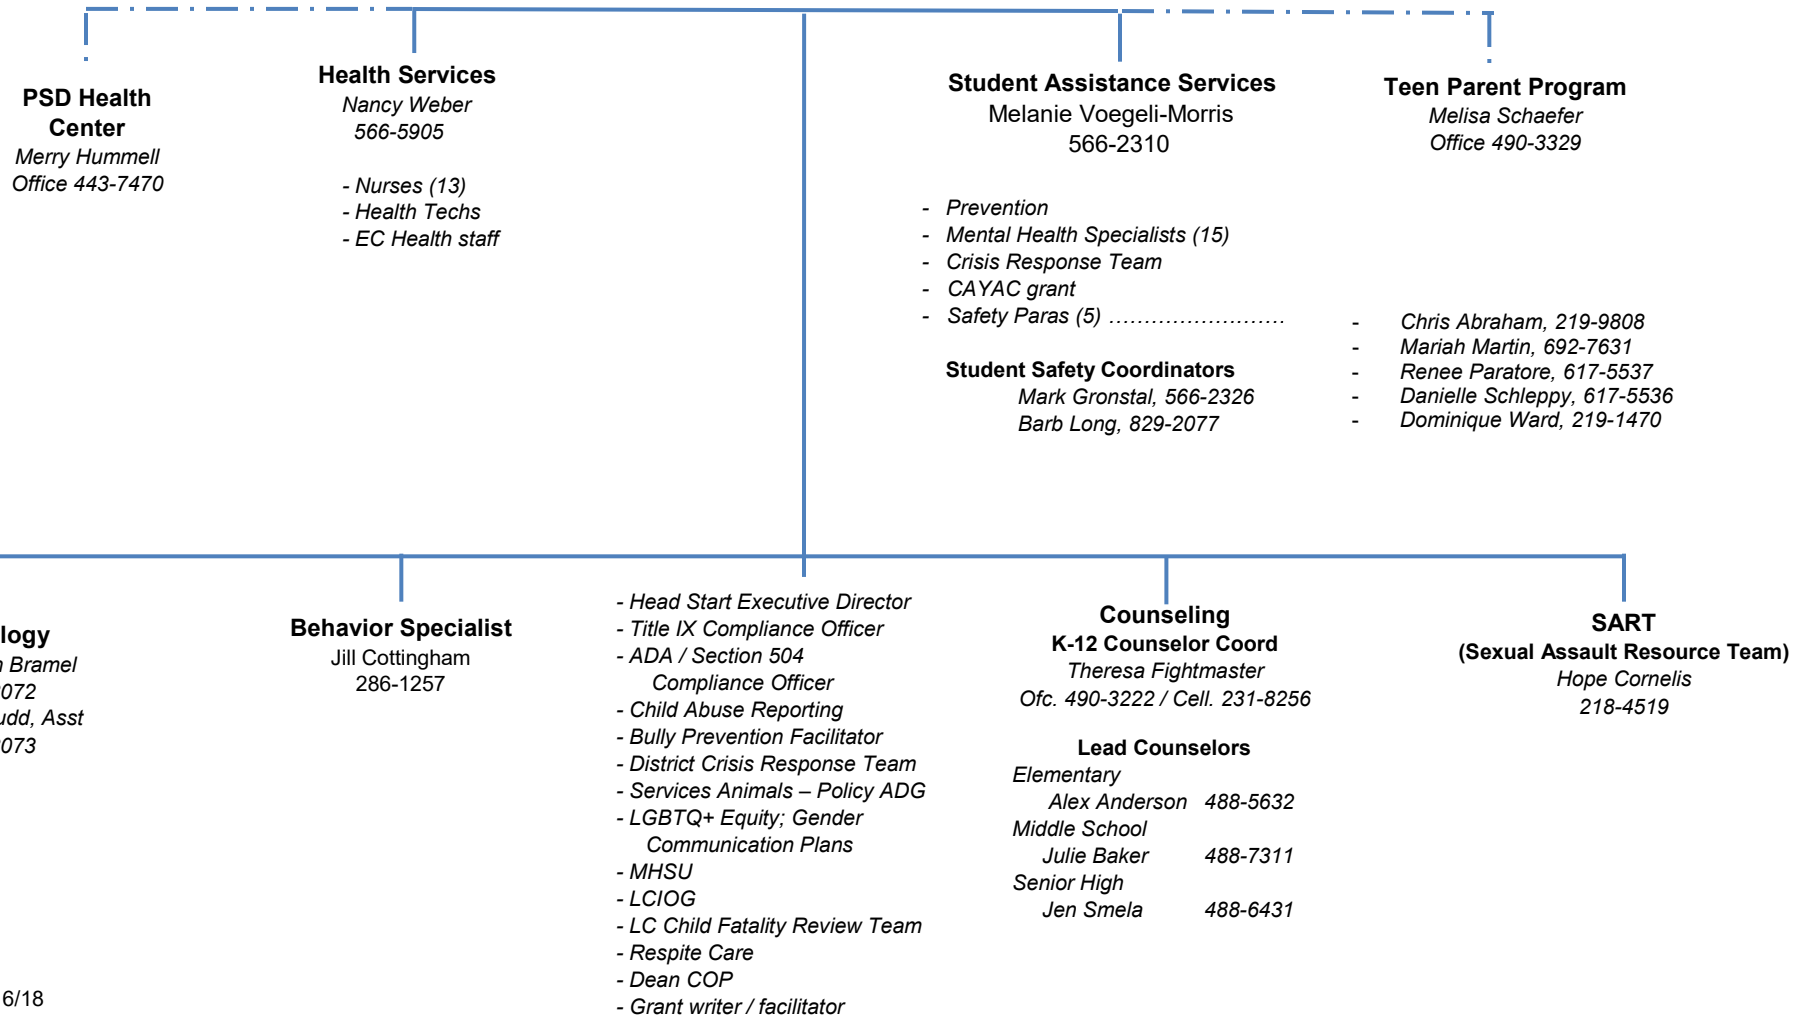 PSD Health
Center
Merry Hummell
Office 443-7470
Health Services
Nancy Weber
566-5905
- Nurses (13)
- Health Techs
- EC Health staff
Student Assistance Services
Melanie Voegeli-Morris
566-2310
- Prevention
- Mental Health Specialists (15)
- Crisis Response Team
- CAYAC grant
- Safety Paras (5) .........................
Student Safety Coordinators
Mark Gronstal, 566-2326
Barb Long, 829-2077
Teen Parent Program
Melisa Schaefer
Office 490-3329
- Chris Abraham, 219-9808
- Mariah Martin, 692-7631
- Renee Paratore, 617-5537
- Danielle Schleppy, 617-5536
- Dominique Ward, 219-1470
logy
Bramel
072
udd, Asst
073
Behavior Specialist
Jill Cottingham
286-1257
- Head Start Executive Director
- Title IX Compliance Officer
- ADA / Section 504
Compliance Officer
- Child Abuse Reporting
- Bully Prevention Facilitator
- District Crisis Response Team
- Services Animals – Policy ADG
- LGBTQ+ Equity; Gender
Communication Plans
- MHSU
- LCIOG
- LC Child Fatality Review Team
- Respite Care
- Dean COP
- Grant writer / facilitator
Counseling
K-12 Counselor Coord
Theresa Fightmaster
Ofc. 490-3222 / Cell. 231-8256
Lead Counselors
Elementary
Alex Anderson 488-5632
Middle School
Julie Baker 488-7311
Senior High
Jen Smela 488-6431
SART
(Sexual Assault Resource Team)
Hope Cornelis
218-4519
6/18